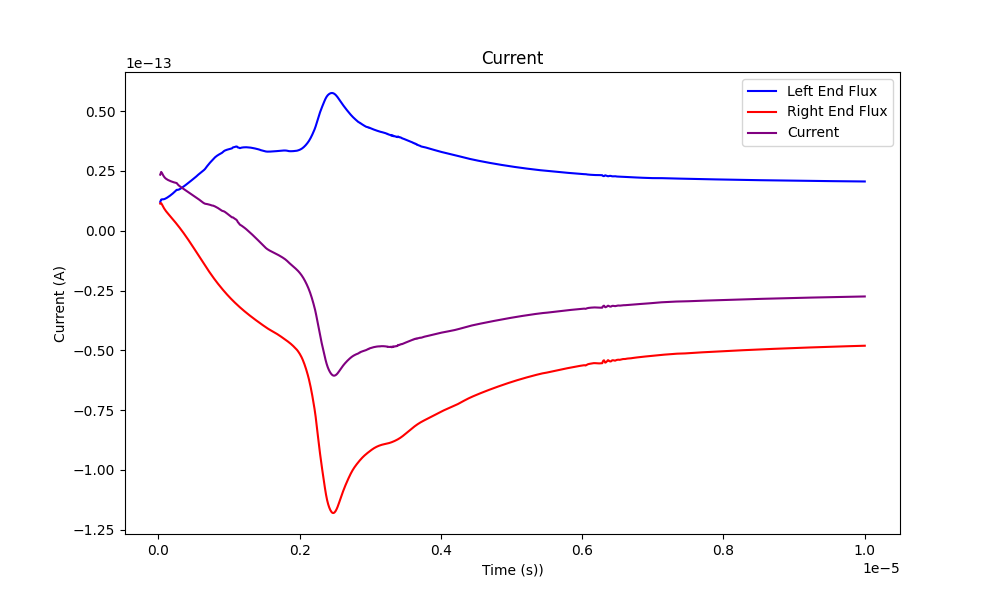 Current
1e−13
Left End Flux
Right End Flux
Current
0.50
0.25
0.00
−0.25
−0.50
−0.75
−1.00
−1.25
Current (A)
0.0 0.2 0.4 0.6 0.8 1.0
Time (s))
1e−5